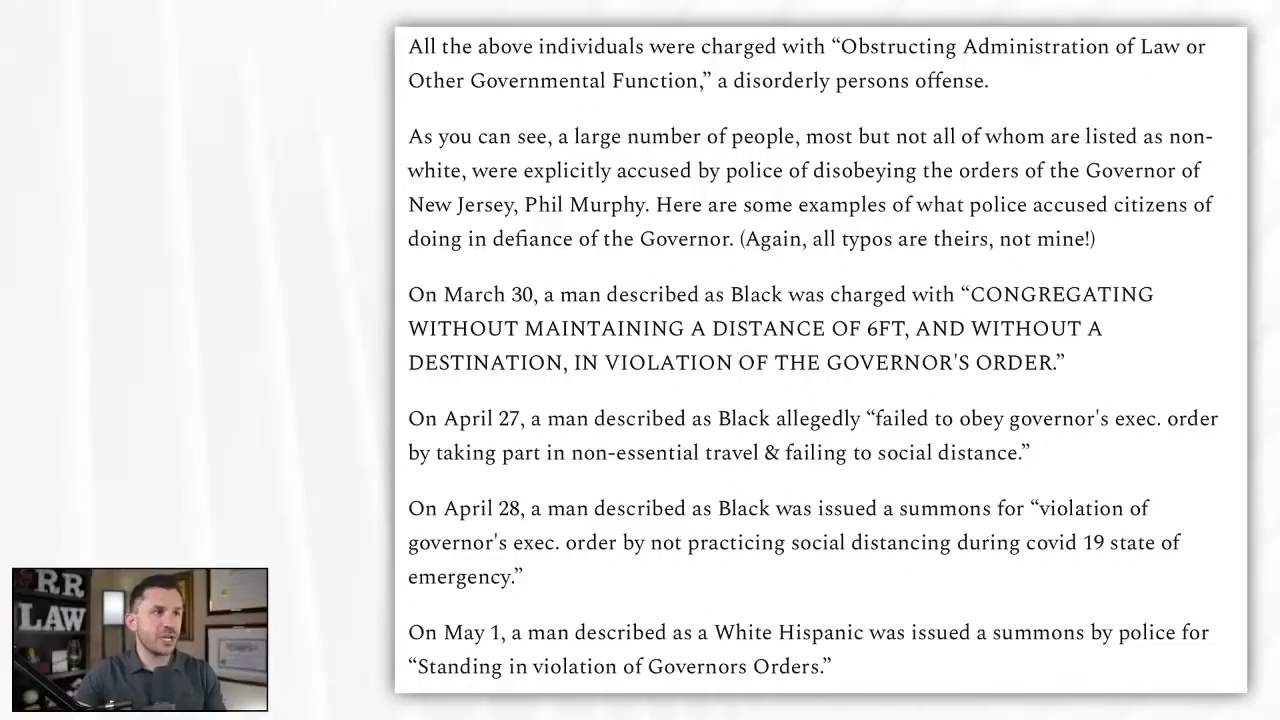 All the above individuals were charged with “Obstructing Administration of Law or
Other Governmental Function,” a disorderly persons offense.
As you can see, a large number of people, most but not all of whom are listed as non-
white, were explicitly accused by police of disobeying the orders of the Governor of
New Jersey, Phil Murphy. Here are some examples of what police accused citizens of
doing in defiance of the Governor. (Again, all typos are theirs, not mine!)
On March 30, a man described as Black was charged with “CONGREGATING
WITHOUT MAINTAINING A DISTANCE OF 6FT, AND WITHOUT A
DESTINATION, IN VIOLATION OF THE GOVERNOR'S ORDER.”
On April 27, a man described as Black allegedly “failed to obey governor's exec. order
by taking part in non-essential travel & failing to social distance.”
On April 28, a man described as Black was issued a summons for “violation of
governor's exec. order by not practicing social distancing during covid 19 state of
emergency.”
On May 1, a man described as a White Hispanic was issued a summons by police for
“Standing in violation of Governors Orders.”
RR
LAW